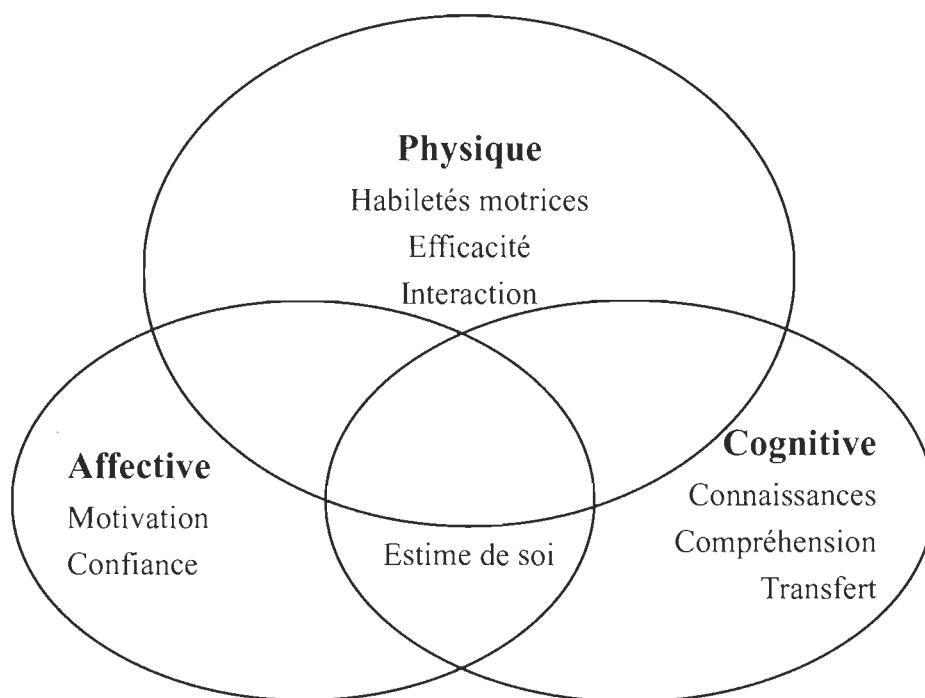 Physique
Habiletés motrices
Efficacité
Interaction
Affective
Motivation
Confiance
Estime de soi
Cognitive
Connaissances
Compréhension
Transfert